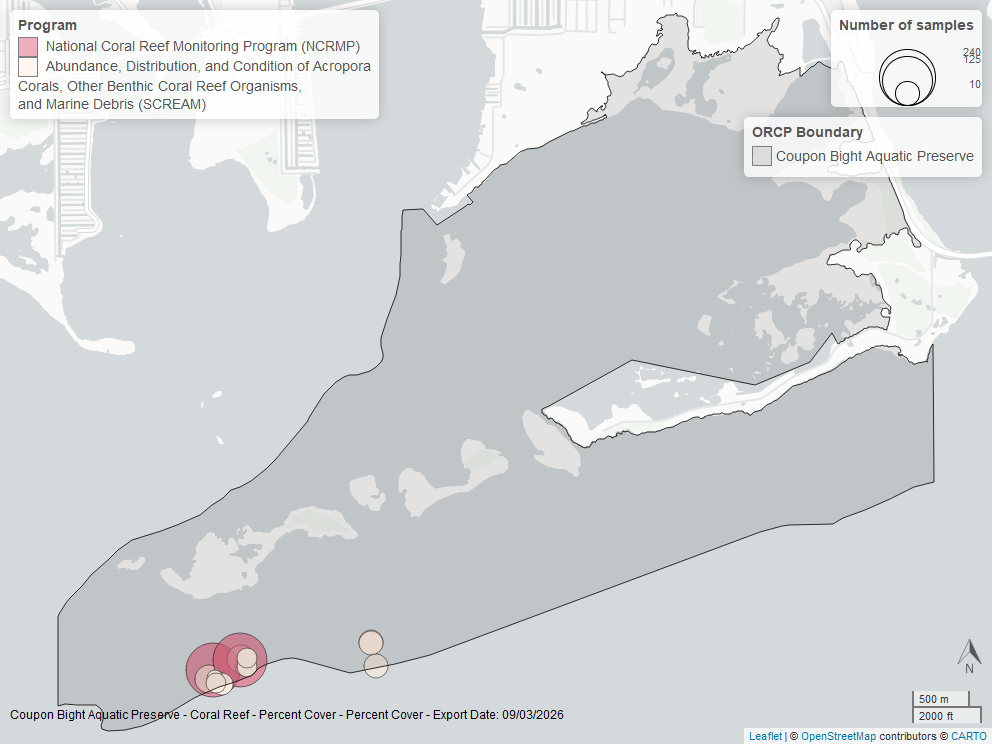 Program
National Coral Reef Monitoring Program (NCRMP)
Abundance, Distribution, and Condition of Acropora
Corals, Other Benthic Coral Reef Organisms,
and Marine Debris (SCREAM)
Number of samples
240
125
10
ORCP Boundary
Coupon Bight Aquatic Preserve
N
500 m
2000 ft
Coupon Bight Aquatic Preserve - Coral Reef - Percent Cover - Percent Cover - Export Date: 09/03/2026
Leaflet | © OpenStreetMap contributors © CARTO